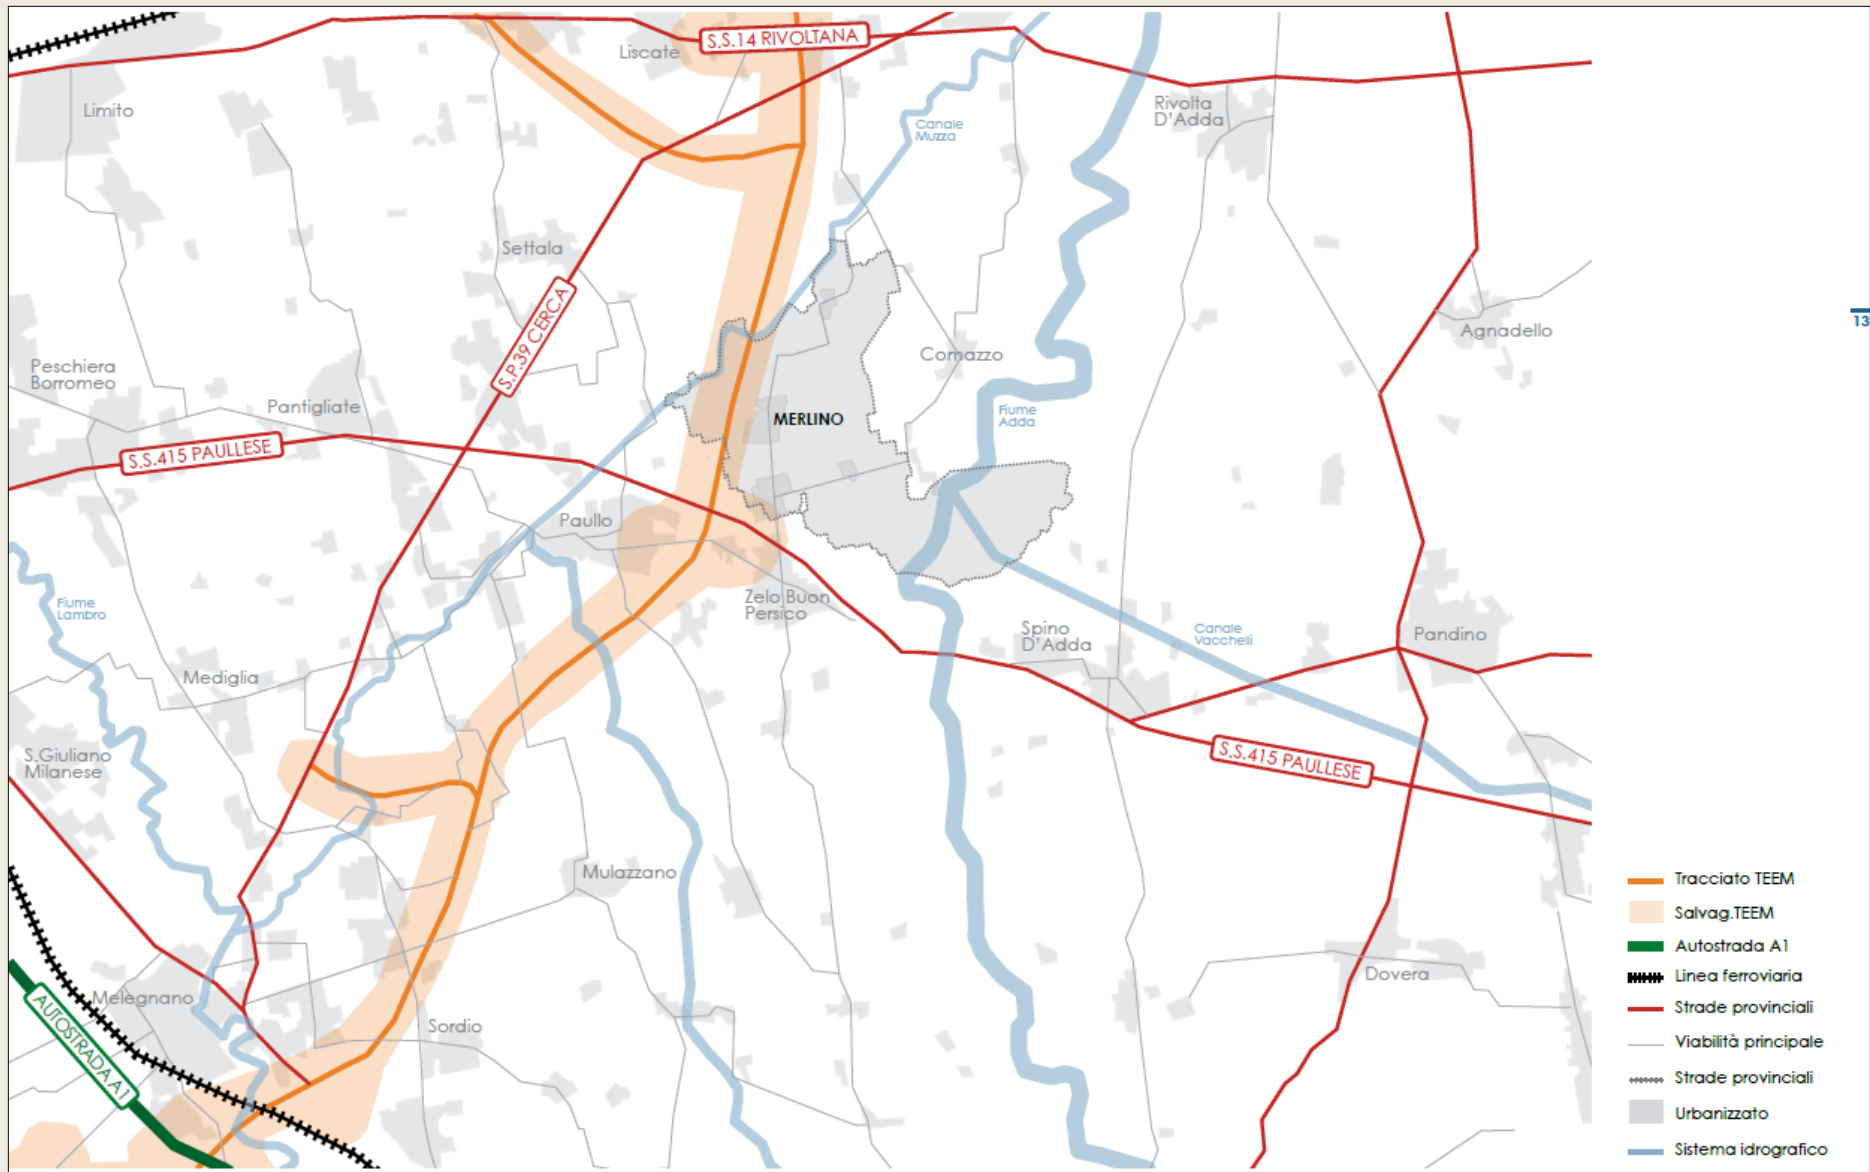 S.S.14 RIVOLTANA
Liscate
Limito
Rivolta
D'Adda
Canale
Muzza
Settala
S.P.39 CERCA
13
Agnadello
Comazzo
Peschiera
Borromeo
Pantigliate
MERLINO
Fiume
Adda
S.S.415 PAULLESE
Paullo
Fiume
Lambro
Zelo Buon
Persico
Spino
D'Adda
Canale
Vacchelli
Pandino
Mediglia
S.Giuliano
Milanese
S.S.415 PAULLESE
Mulazzano
Dovera
Melegnano
Sordio
AUTOSTRADA A1
Tracciato TEEM
Salvag.TEEM
Autostrada A1
Linea ferroviaria
Strade provinciali
Viabilità principale
Strade provinciali
Urbanizzato
Sistema idrografico